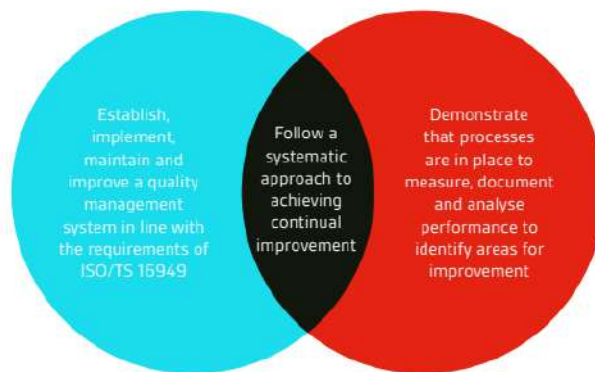 Establish,
implement,
maintain and
improve a quality
management
system in line with
the requirements of
ISO/TS 16949
Follow a
systematic
approach to
achieving
continual
improvement
Demonstrate
that processes
are in place to
measure, document
and analyse
performance to
identify areas for
improvement